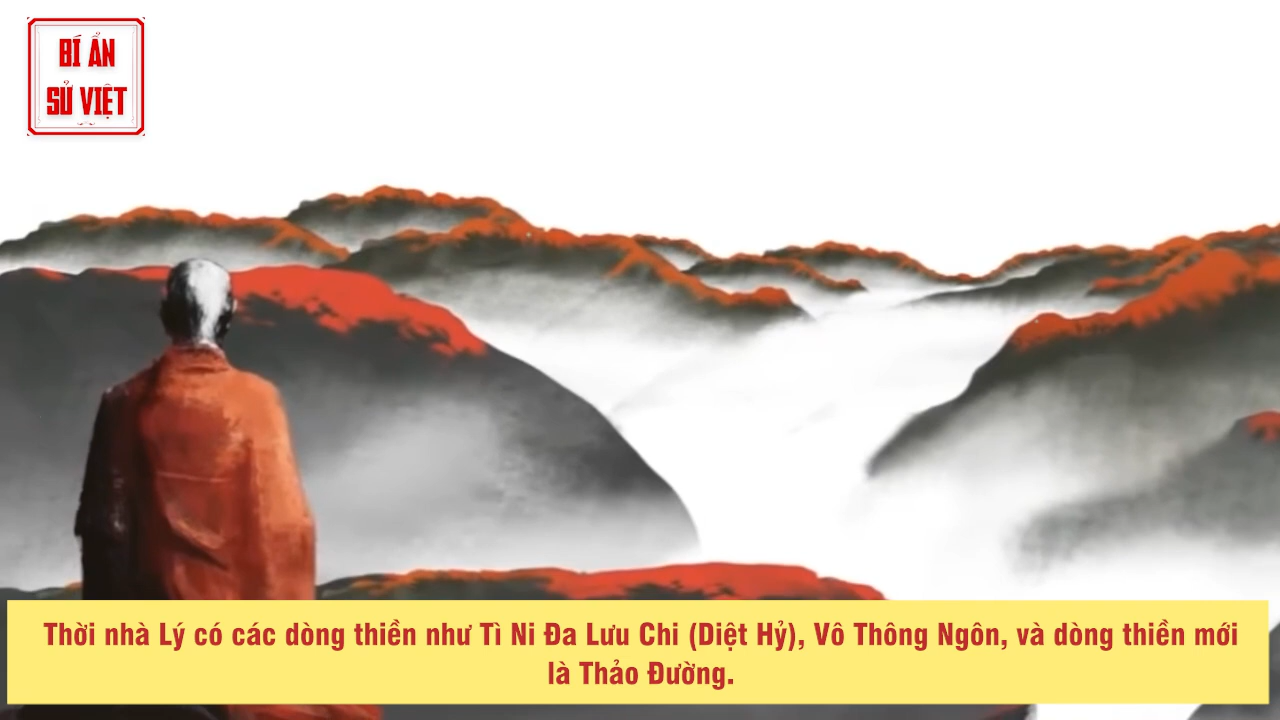 BÍ ẨN
SỬ VIỆT
Thời nhà Lý có các dòng thiền như Tì Ni Đa Lưu Chi (Diệt Hỷ), Vô Thông Ngôn, và dòng thiền mới
là Thảo Đường.